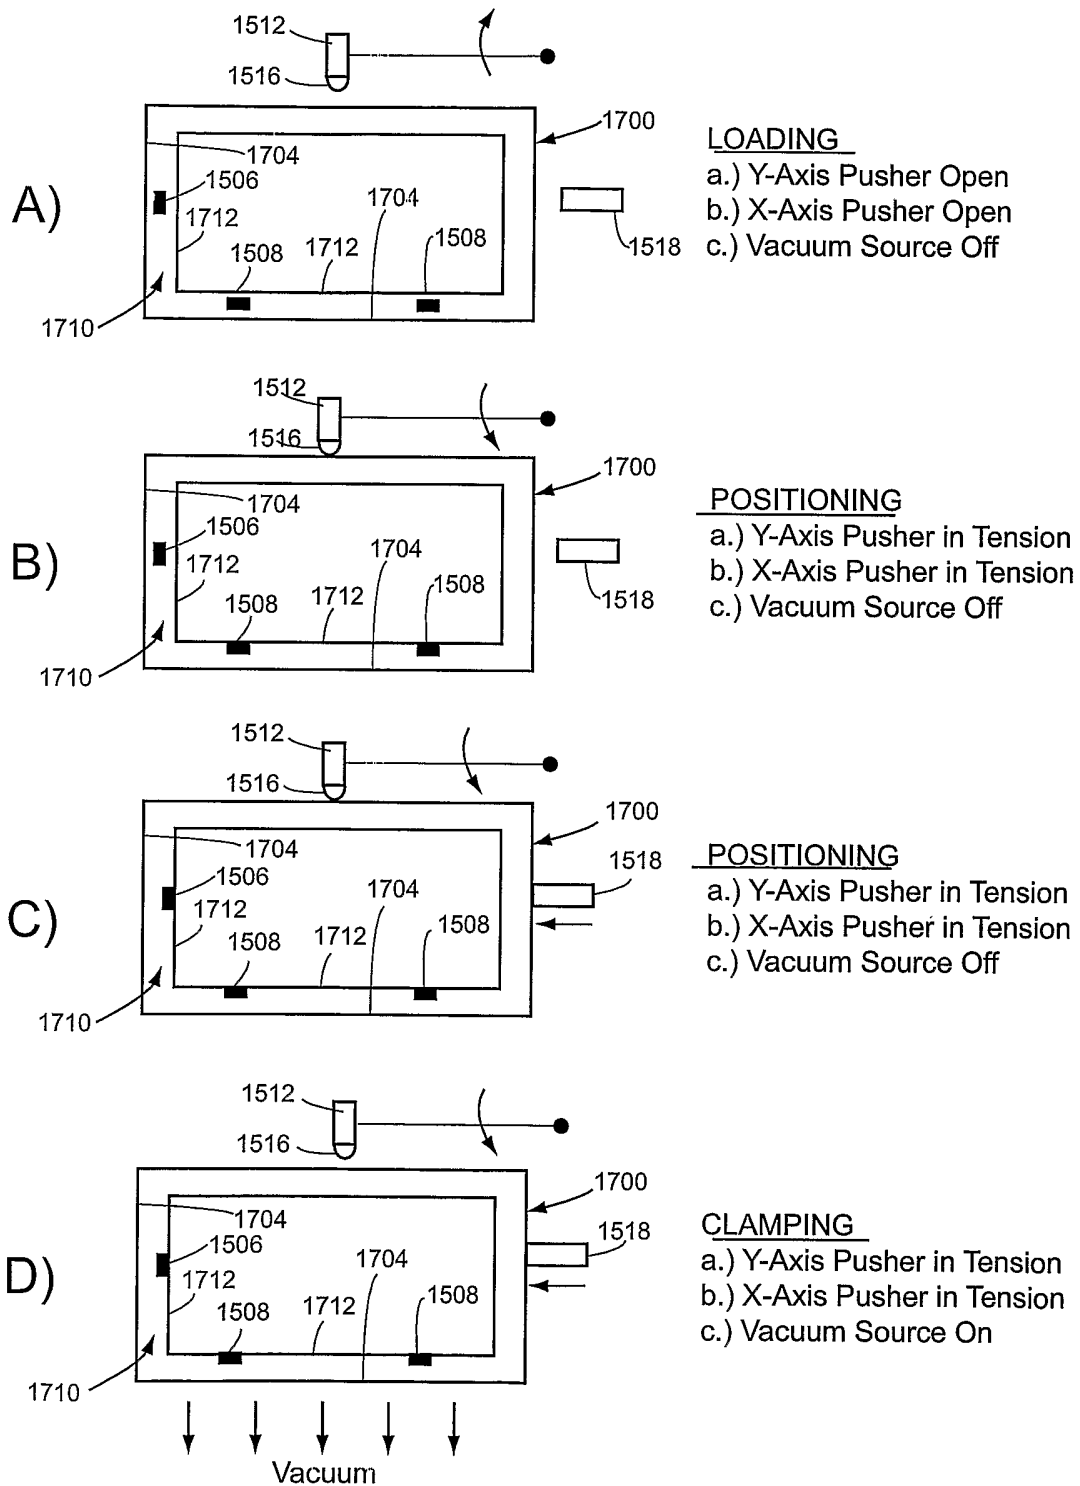 1512
1516
1700
1704
1506
1704
1712
1508
1712
1508
1518
1710
A)
LOADING
a.) Y-Axis Pusher Open
b.) X-Axis Pusher Open
c.) Vacuum Source Off
1512
1516
1700
1704
1506
1704
1712
1508
1712
1508
1518
1710
B)
POSITIONING
a.) Y-Axis Pusher in Tension
b.) X-Axis Pusher in Tension
c.) Vacuum Source Off
1512
1516
1700
1704
1518
1506
1704
1712
1508
1712
1508
1710
C)
POSITIONING
a.) Y-Axis Pusher in Tension
b.) X-Axis Pusher in Tension
c.) Vacuum Source Off
1512
1516
1700
1704
1518
1506
1704
1712
1508
1712
1508
1710
D)
CLAMPING
a.) Y-Axis Pusher in Tension
b.) X-Axis Pusher in Tension
c.) Vacuum Source On
Vacuum